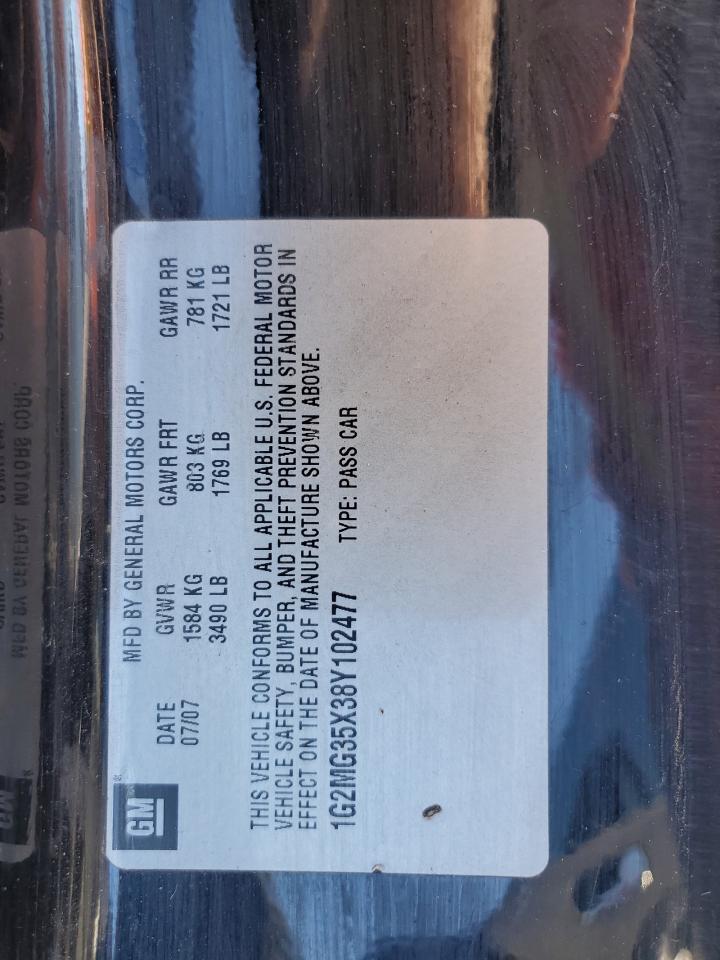 GM
MFD BY GENERAL MOTORS CORP.
DATE GVWR GAWR FRT GAWR RR
07/07 1584 KG 803 KG 781 KG
3490 LB 1769 LB 1721 LB
THIS VEHICLE CONFORMS TO ALL APPLICABLE U.S. FEDERAL MOTOR
VEHICLE SAFETY, BUMPER, AND THEFT PREVENTION STANDARDS IN
EFFECT ON THE DATE OF MANUFACTURE SHOWN ABOVE.
1G2MG35X38Y102477 TYPE: PASS CAR